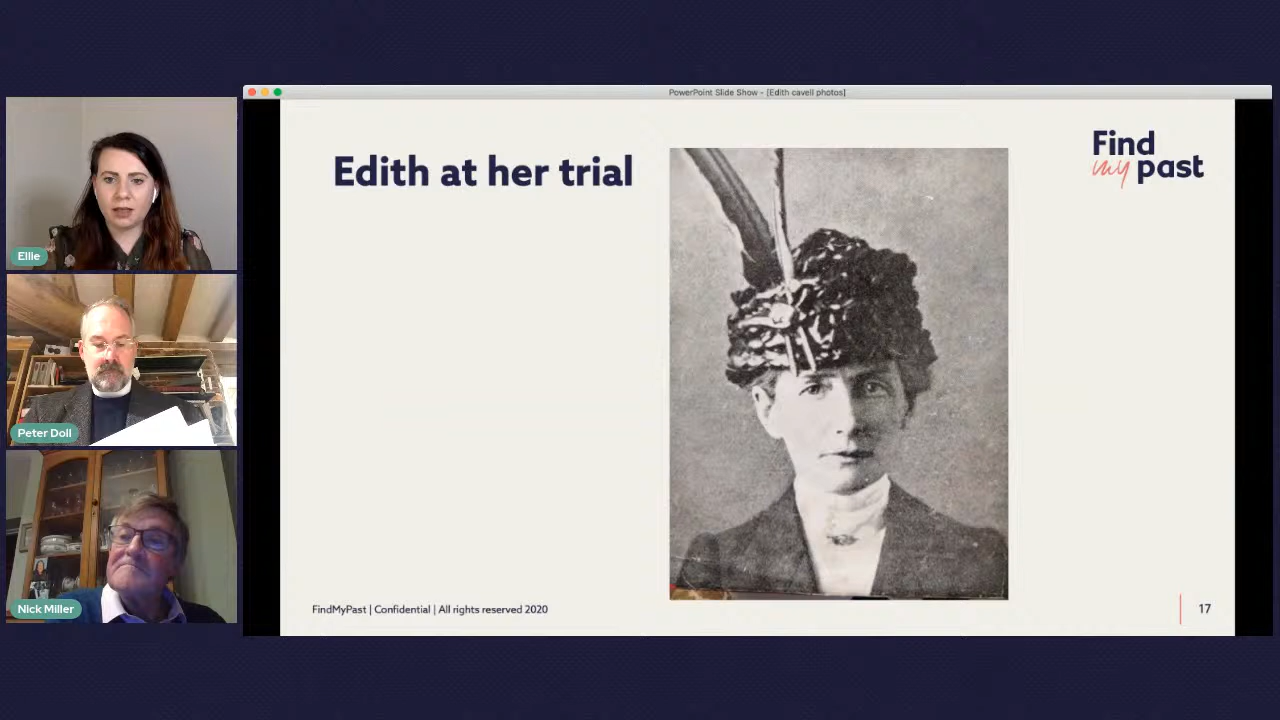 PowerPoint Slide Show - [Edith cavell photos]
Edith at her trial
Find
my past
Ellie
Peter Doll
Nick Miller
FindMyPast | Confidential | All rights reserved 2020
17